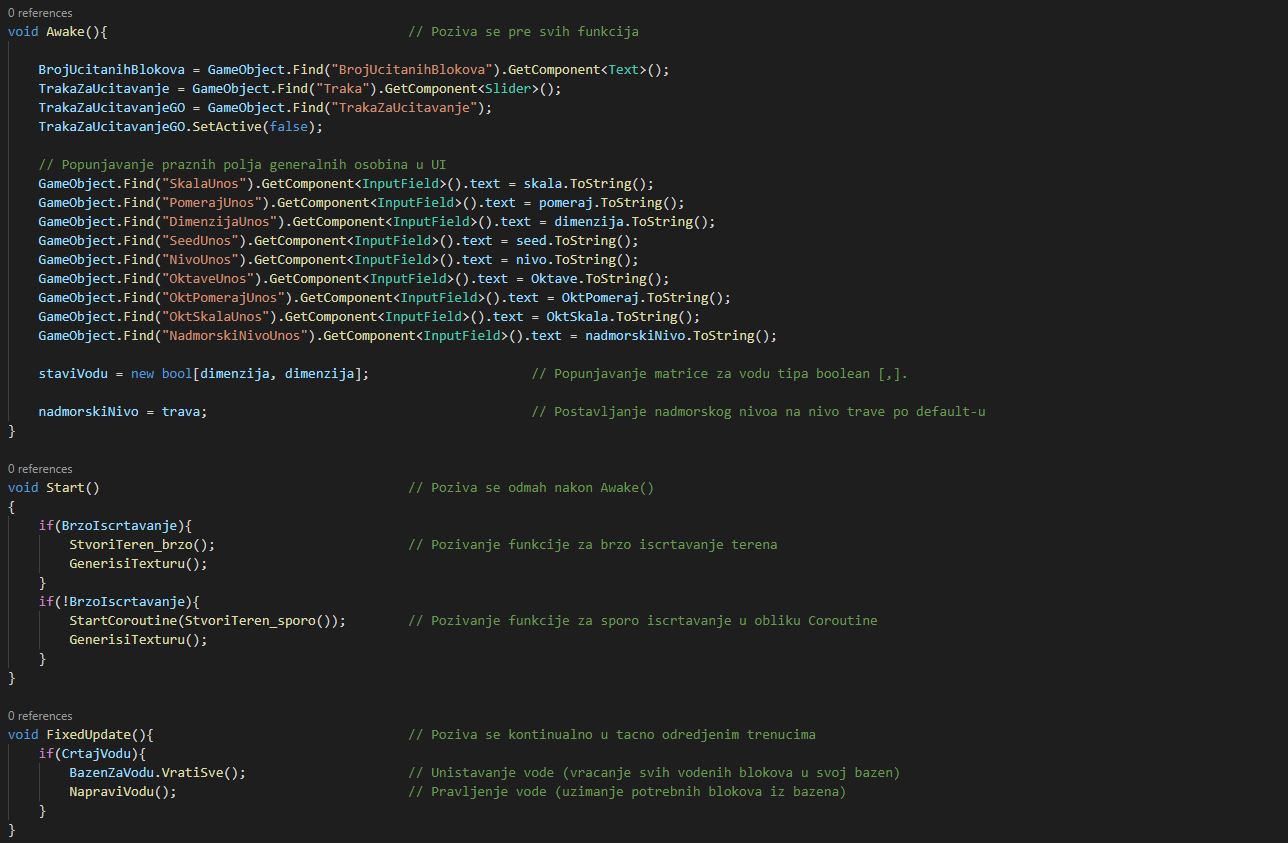 0 references
void Awake(){ // Poziva se pre svih funkcija
BrojUcitanihBlokova = GameObject.Find("BrojUcitanihBlokova").GetComponent<Text>();
TrakaZaUcitavanje = GameObject.Find("Traka").GetComponent<Slider>();
TrakaZaUcitavanjeGO = GameObject.Find("TrakaZaUcitavanje");
TrakaZaUcitavanjeGO.SetActive(false);
// Popunjavanje praznih polja generalnih osobina u UI
GameObject.Find("SkalaUnos").GetComponent<InputField>().text = skala.ToString();
GameObject.Find("PomerajUnos").GetComponent<InputField>().text = pomeraj.ToString();
GameObject.Find("DimenzijaUnos").GetComponent<InputField>().text = dimenzija.ToString();
GameObject.Find("SeedUnos").GetComponent<InputField>().text = seed.ToString();
GameObject.Find("NivoUnos").GetComponent<InputField>().text = nivo.ToString();
GameObject.Find("OktaveUnos").GetComponent<InputField>().text = Oktave.ToString();
GameObject.Find("OktPomerajUnos").GetComponent<InputField>().text = OktPomeraj.ToString();
GameObject.Find("OktSkalaUnos").GetComponent<InputField>().text = OktSkala.ToString();
GameObject.Find("NadmorskiNivoUnos").GetComponent<InputField>().text = nadmorskiNivo.ToString();
staviVodu = new bool[dimenzija, dimenzija]; // Popunjavanje matrice za vodu tipa boolean [,].
nadmorskiNivo = trava; // Postavljanje nadmorskog nivoa na nivo trave po default-u
}
0 references
void Start() // Poziva se odmah nakon Awake()
{
if(BrzoIscrtavanje){
StvoriTeren_brzo(); // Pozivanje funkcije za brzo iscrtavanje terena
GenerisiTexturu();
}
if(!BrzoIscrtavanje){
StartCoroutine(StvoriTeren_sporo()); // Pozivanje funkcije za sporo iscrtavanje u obliku Coroutine
GenerisiTexturu();
}
}
0 references
void FixedUpdate(){ // Poziva se kontinualno u tacno odredjenim trenucima
if(CrtajVodu){
BazenZaVodu.VratiSve(); // Unistavanje vode (vracanje svih vodenih blokova u svoj bazen)
NapraviVodu(); // Pravljenje vode (uzimanje potrebnih blokova iz bazena)
}
}